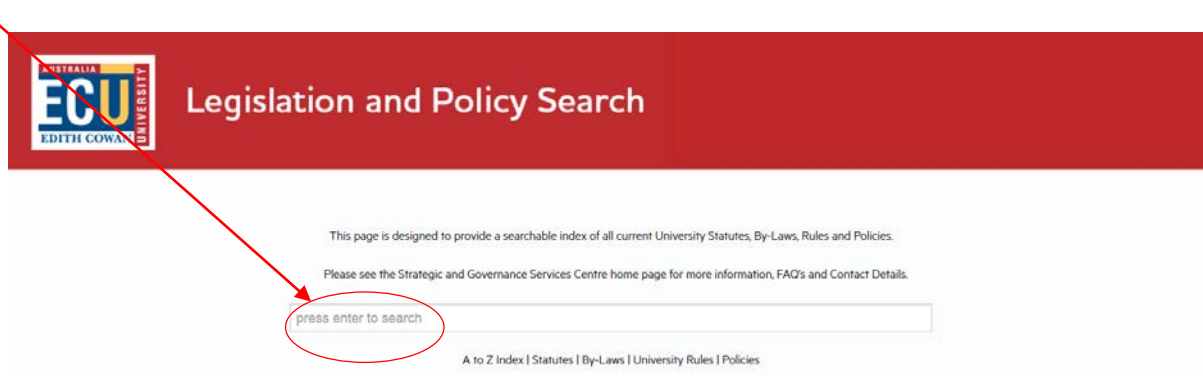 AUSTRALIA
ECU
EDITH COWAN
UNIVERSITY
Legislation and Policy Search
This page is designed to provide a searchable index of all current University Statutes, By-Laws, Rules and Policies.
Please see the Strategic and Governance Services Centre home page for more information, FAQ's and Contact Details.
press enter to search
A to Z Index | Statutes | By-Laws | University Rules | Policies